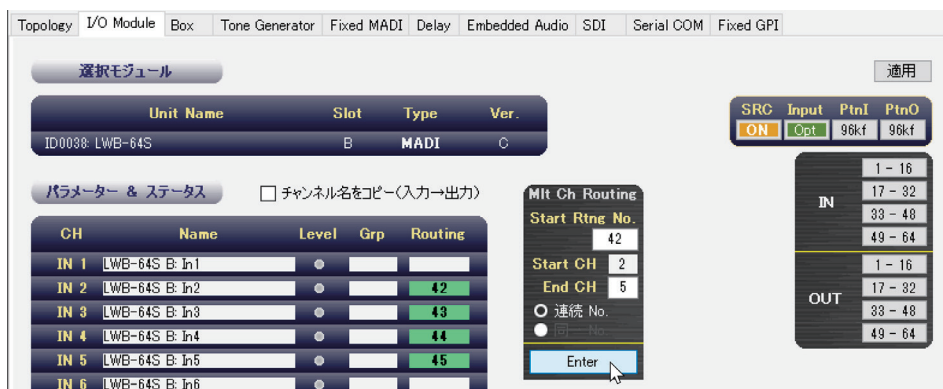 Topology I/O Module Box Tone Generator Fixed MADI Delay Embedded Audio SDI Serial COM Fixed GPI
選択モジュール
適用
Unit Name Slot Type Ver.
ID0038: LWB-64S B MADI C
SRC Input PtnI PtnO
ON Opt 96kf 96kf
パラメーター & ステータス
チャンネル名をコピー(入力→出力)
CH Name Level Grp Routing
IN 1 LWB-64S B: In1
IN 2 LWB-64S B: In2 42
IN 3 LWB-64S B: In3 43
IN 4 LWB-64S B: In4 44
IN 5 LWB-64S B: In5 45
IN 6 LWB-64S B: In6
Mlt Ch Routing
Start Rtng No.
42
Start CH 2
End CH 5
連続 No.
同一 No.
Enter
IN
1 - 16
17 - 32
33 - 48
49 - 64
OUT
1 - 16
17 - 32
33 - 48
49 - 64